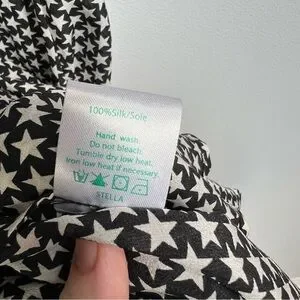 100%Silk/Soie
Hand wash.
Do not bleach.
Tumble dry low heat.
Iron low heat if necessary.
STELLA